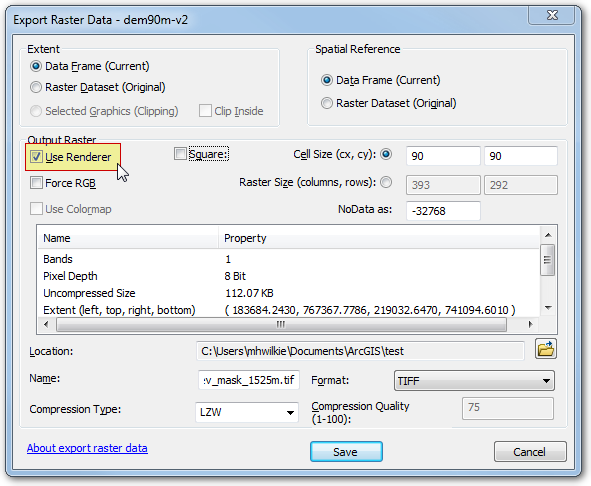 Export Raster Data - dem90m-v2
Extent
Data Frame (Current)
Raster Dataset (Original)
Selected Graphics (Clipping)
Clip Inside
Spatial Reference
Data Frame (Current)
Raster Dataset (Original)
Output Raster
Use Renderer
Square:
Cell Size (cx, cy):
90
90
Force RGB
Raster Size (columns, rows):
393
292
Use Colormap
NoData as:
-32768
Name
Property
Bands
1
Pixel Depth
8 Bit
Uncompressed Size
112.07 KB
Extent (left, top, right, bottom)
( 183684.2430, 767367.7786, 219032.6470, 741094.6010 )
Location:
C:\Users\mhwilkie\Documents\ArcGIS\test
Name:
v_mask_1525m.tif
Format:
TIFF
Compression Type:
LZW
Compression Quality
(1-100):
75
About export raster data
Save
Cancel